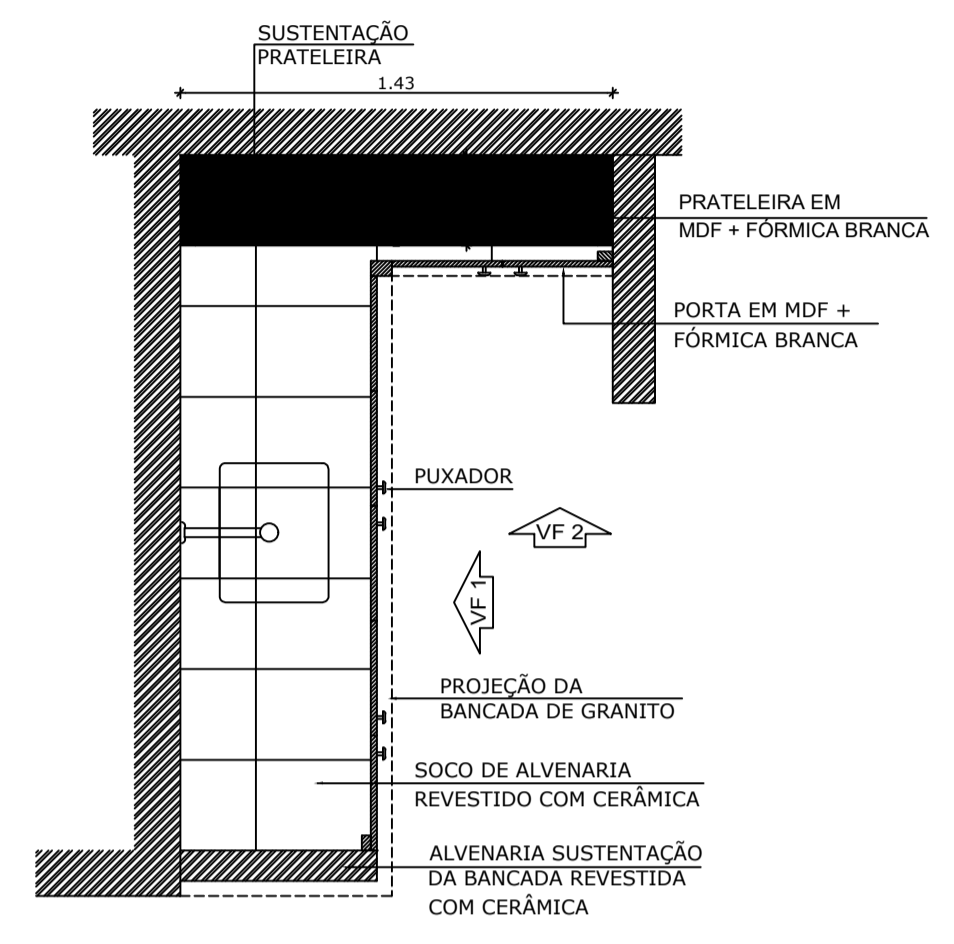 SUSTENTAÇÃO
PRATELEIRA
1.43
PRATELEIRA EM
MDF + FÓRMICA BRANCA
PORTA EM MDF +
FÓRMICA BRANCA
PUXADOR
VF 2
VF 1
PROJEÇÃO DA
BANCADA DE GRANITO
SOCO DE ALVENARIA
REVESTIDO COM CERÂMICA
ALVENARIA SUSTENTAÇÃO
DA BANCADA REVESTIDA
COM CERÂMICA